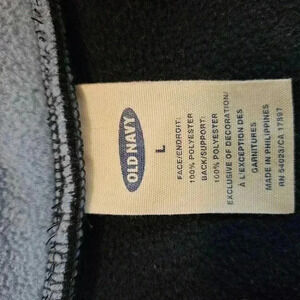 OLD NAVY
L
FACE/ENDROIT:
100% POLYESTER
BACK/SUPPORT:
100% POLYESTER
EXCLUSIVE OF DECORATION/
À L'EXCEPTION DES
GARNITURES
MADE IN PHILIPPINES
RN 54023/CA 17897